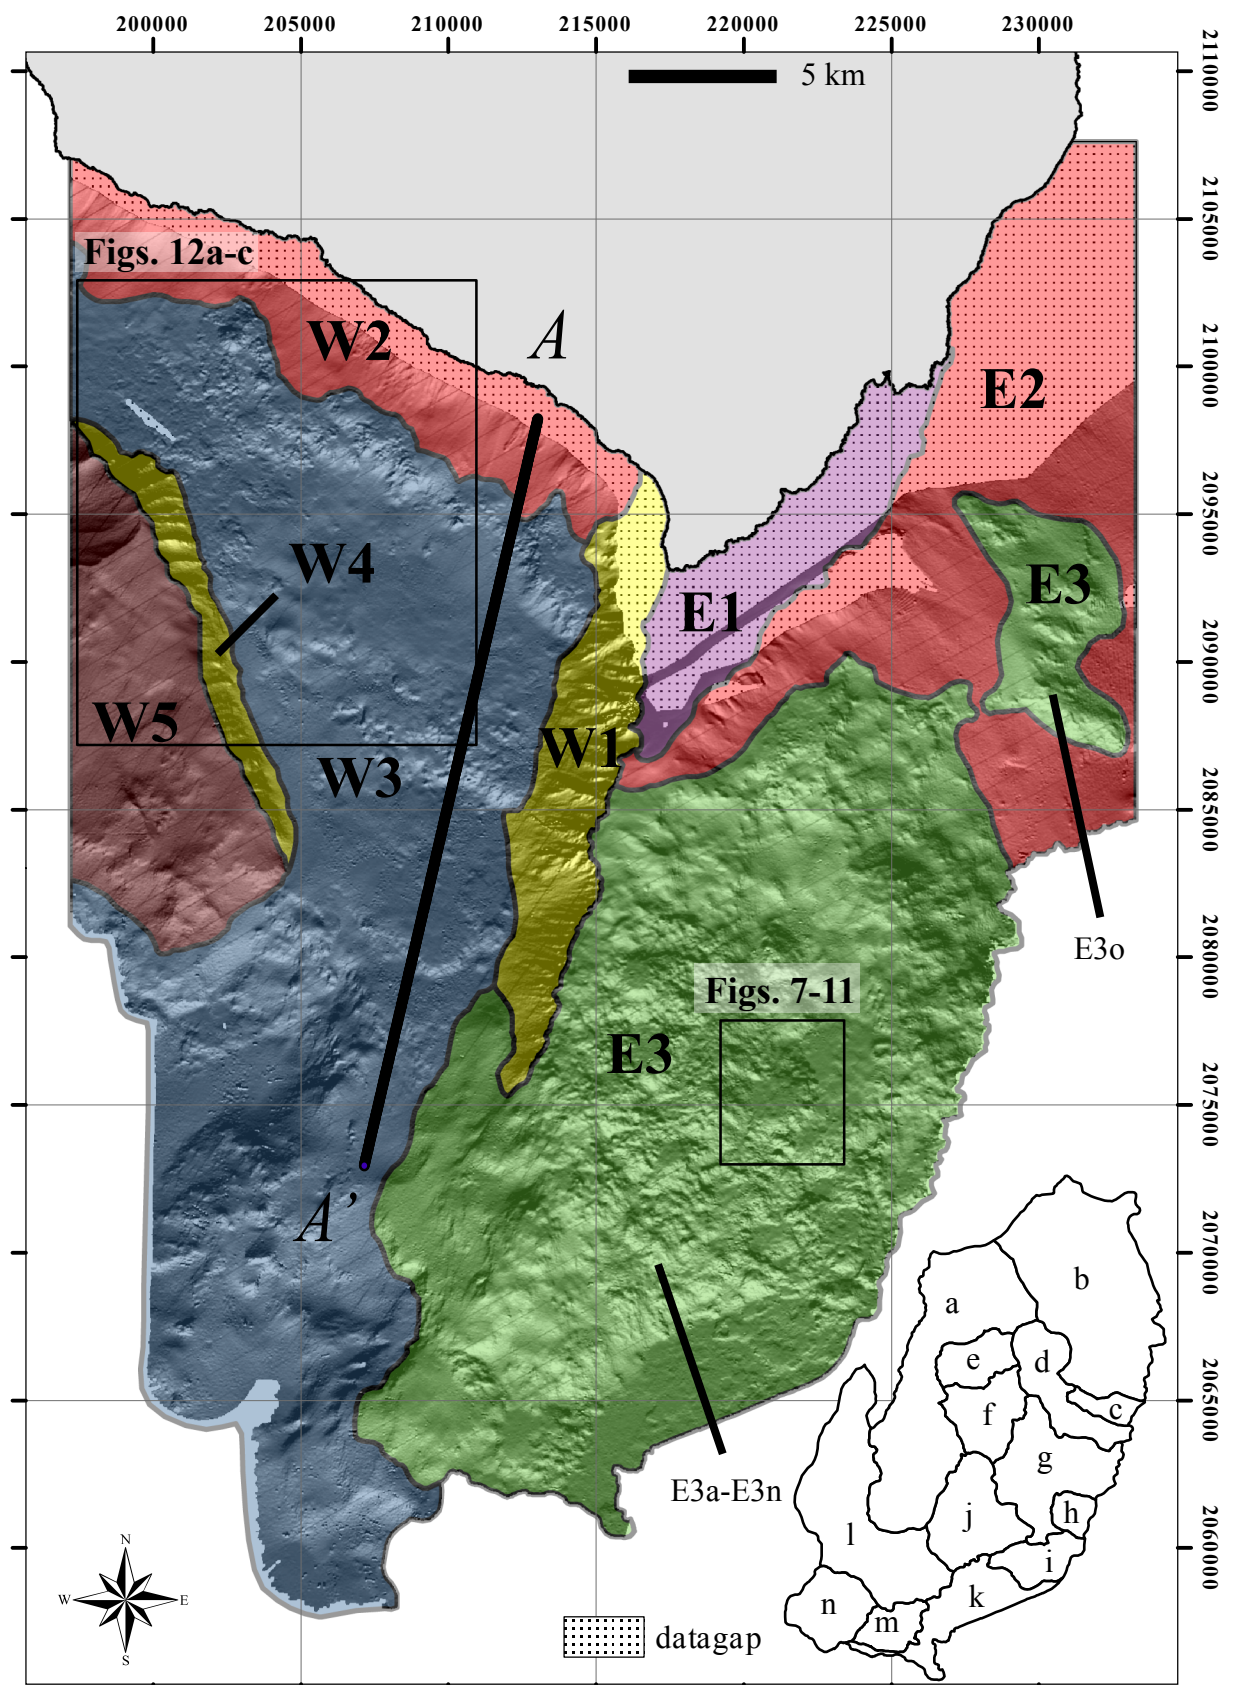 200000 205000 210000 215000 220000 225000 230000
5 km
2110000
2105000
Figs. 12a-c
W2
A
2100000
E2
2095000
W4
E3
E1
2090000
W5
W1
W3
2085000
E3o
2080000
Figs. 7-11
E3
2075000
A’
2070000
b
a
e
d
2065000
c
f
g
E3a-E3n
h
j
l
2060000
i
N
W
E
S
k
n
m
datagap